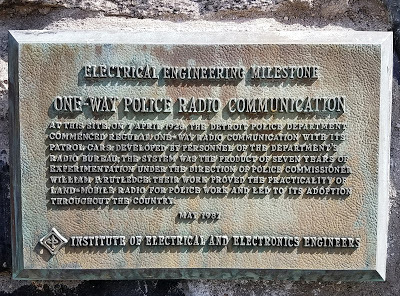 ELECTRICAL ENGINEERING MILESTONE
ONE-WAY POLICE RADIO COMMUNICATION
AT THIS SITE ON 7 APRIL 1928 THE DETROIT POLICE DEPARTMENT
COMMENCED REGULAR ONE-WAY RADIO COMMUNICATION WITH ITS
PATROL CARS. DEVELOPED BY PERSONNEL OF THE DEPARTMENT'S
RADIO BUREAU, THE SYSTEM WAS THE PRODUCT OF SEVEN YEARS OF
EXPERIMENTATION UNDER THE DIRECTION OF POLICE COMMISSIONER
WILLIAM P. RUTLEDGE. THEIR WORK PROVED THE PRACTICALITY OF
LAND-MOBILE RADIO FOR POLICE WORK AND LED TO ITS ADOPTION
THROUGHOUT THE COUNTRY.
MAY 1987
INSTITUTE OF ELECTRICAL AND ELECTRONICS ENGINEERS